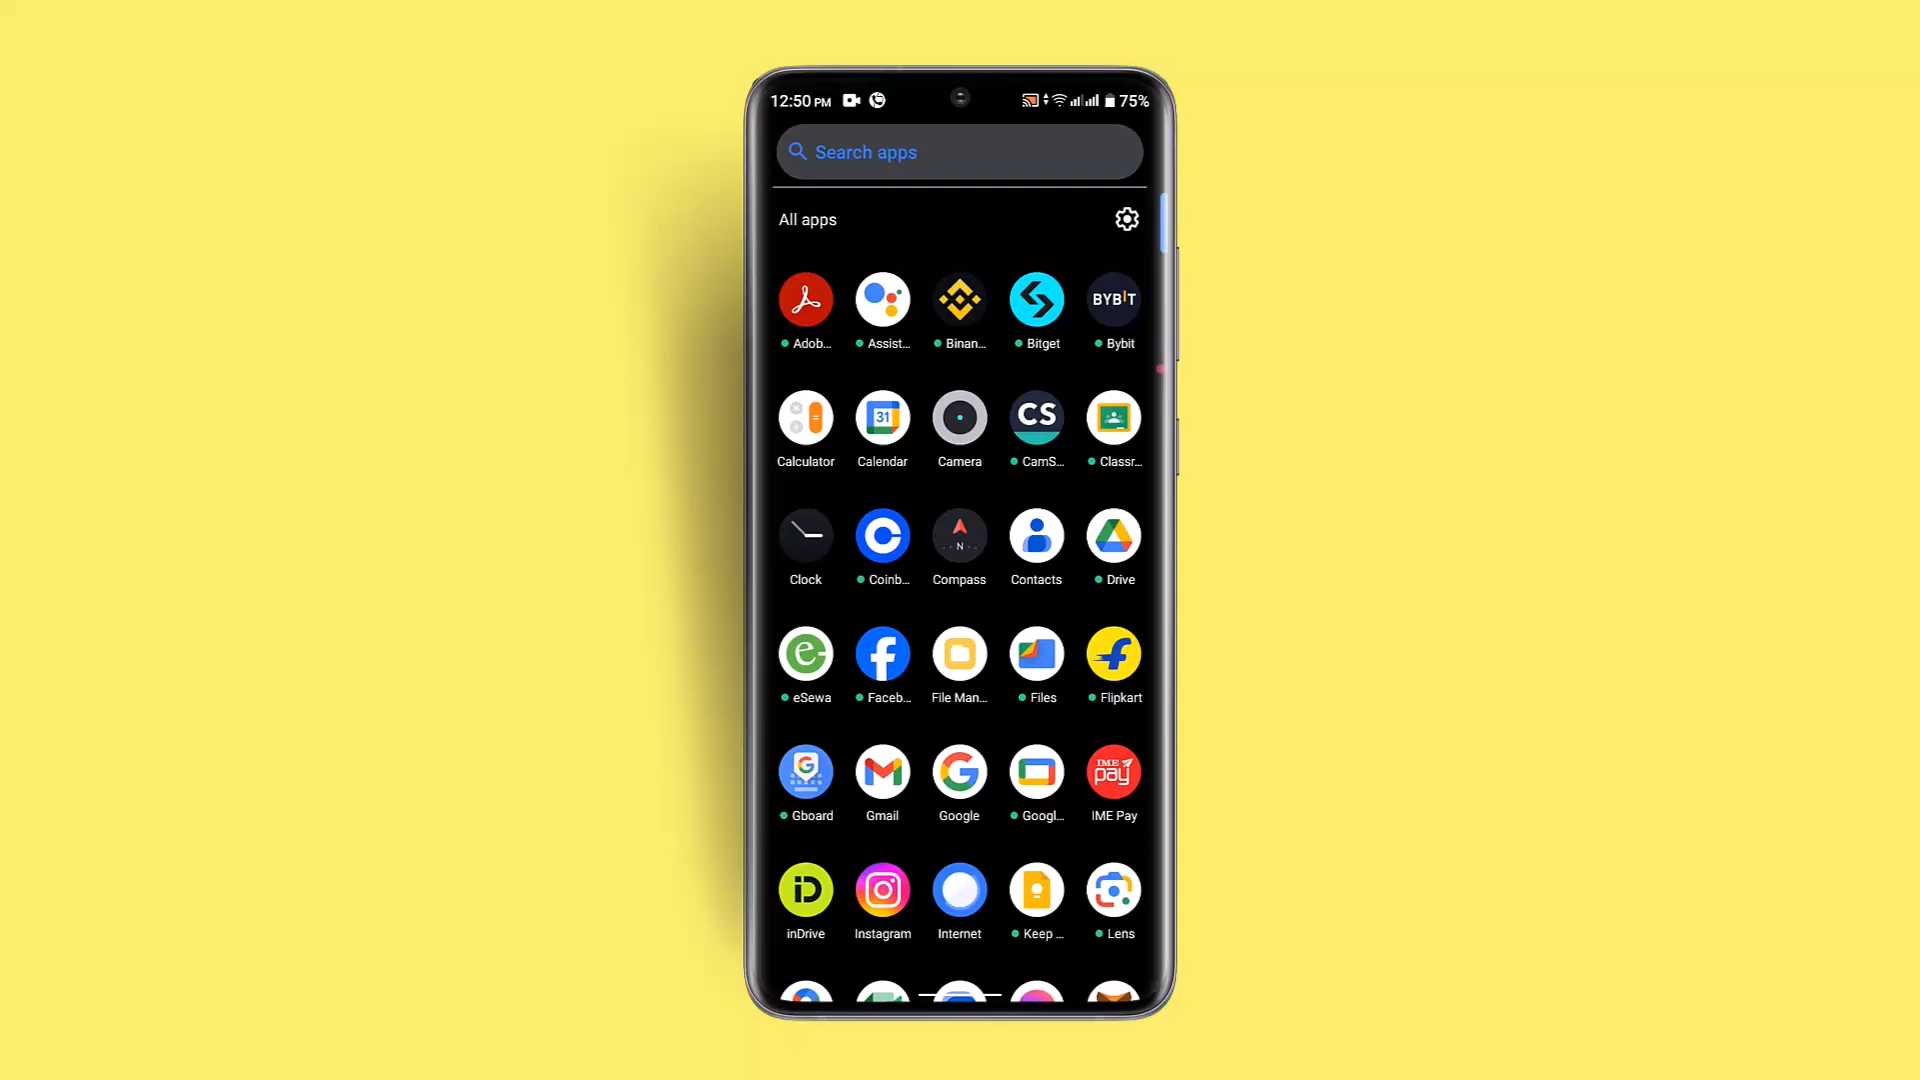 12:50 PM 75%
Search apps
All apps
BYBIT
Adob... Assist... Binan... Bitget Bybit
31 CS
Calculator Calendar Camera CamS... Classr...
N
Clock Coinb... Compass Contacts Drive
eSewa Faceb... File Man... Files Flipkart
IME
pay
Gboard Gmail Google Googl... IME Pay
iD
inDrive Instagram Internet Keep ... Lens